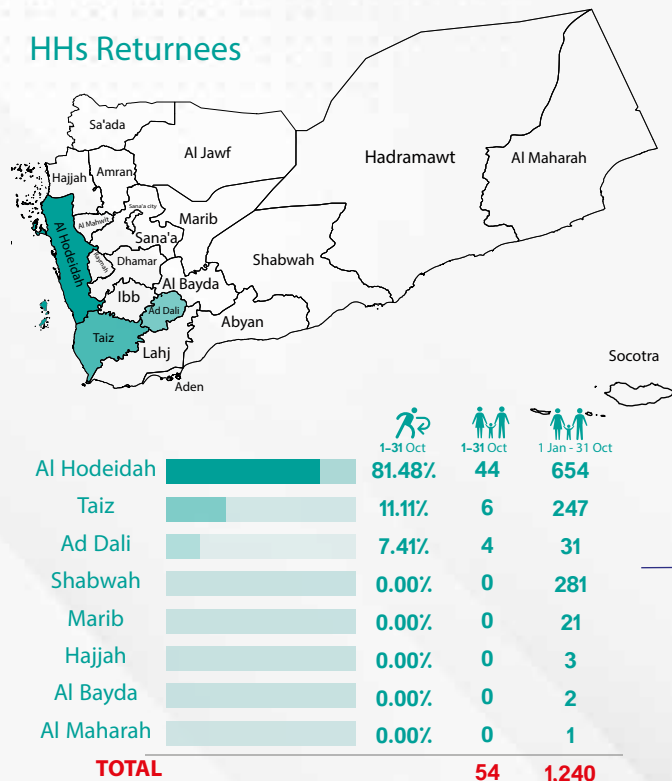 HHs Returnees
Sa'ada
Al Jawf
Hadramawt
Al Maharah
Hajjah
Amran
Sana'a city
Marib
Al Mahwit
Sana'a
Al Hodeidah
Raymah
Dhamar
Shabwah
Al Bayda
Ibb
Ad Dali
Abyan
Taiz
Lahj
Aden
Socotra
1-31 Oct 1-31 Oct 1 Jan - 31 Oct
Al Hodeidah 81.48% 44 654
Taiz 11.11% 6 247
Ad Dali 7.41% 4 31
Shabwah 0.00% 0 281
Marib 0.00% 0 21
Hajjah 0.00% 0 3
Al Bayda 0.00% 0 2
Al Maharah 0.00% 0 1
TOTAL 54 1,240